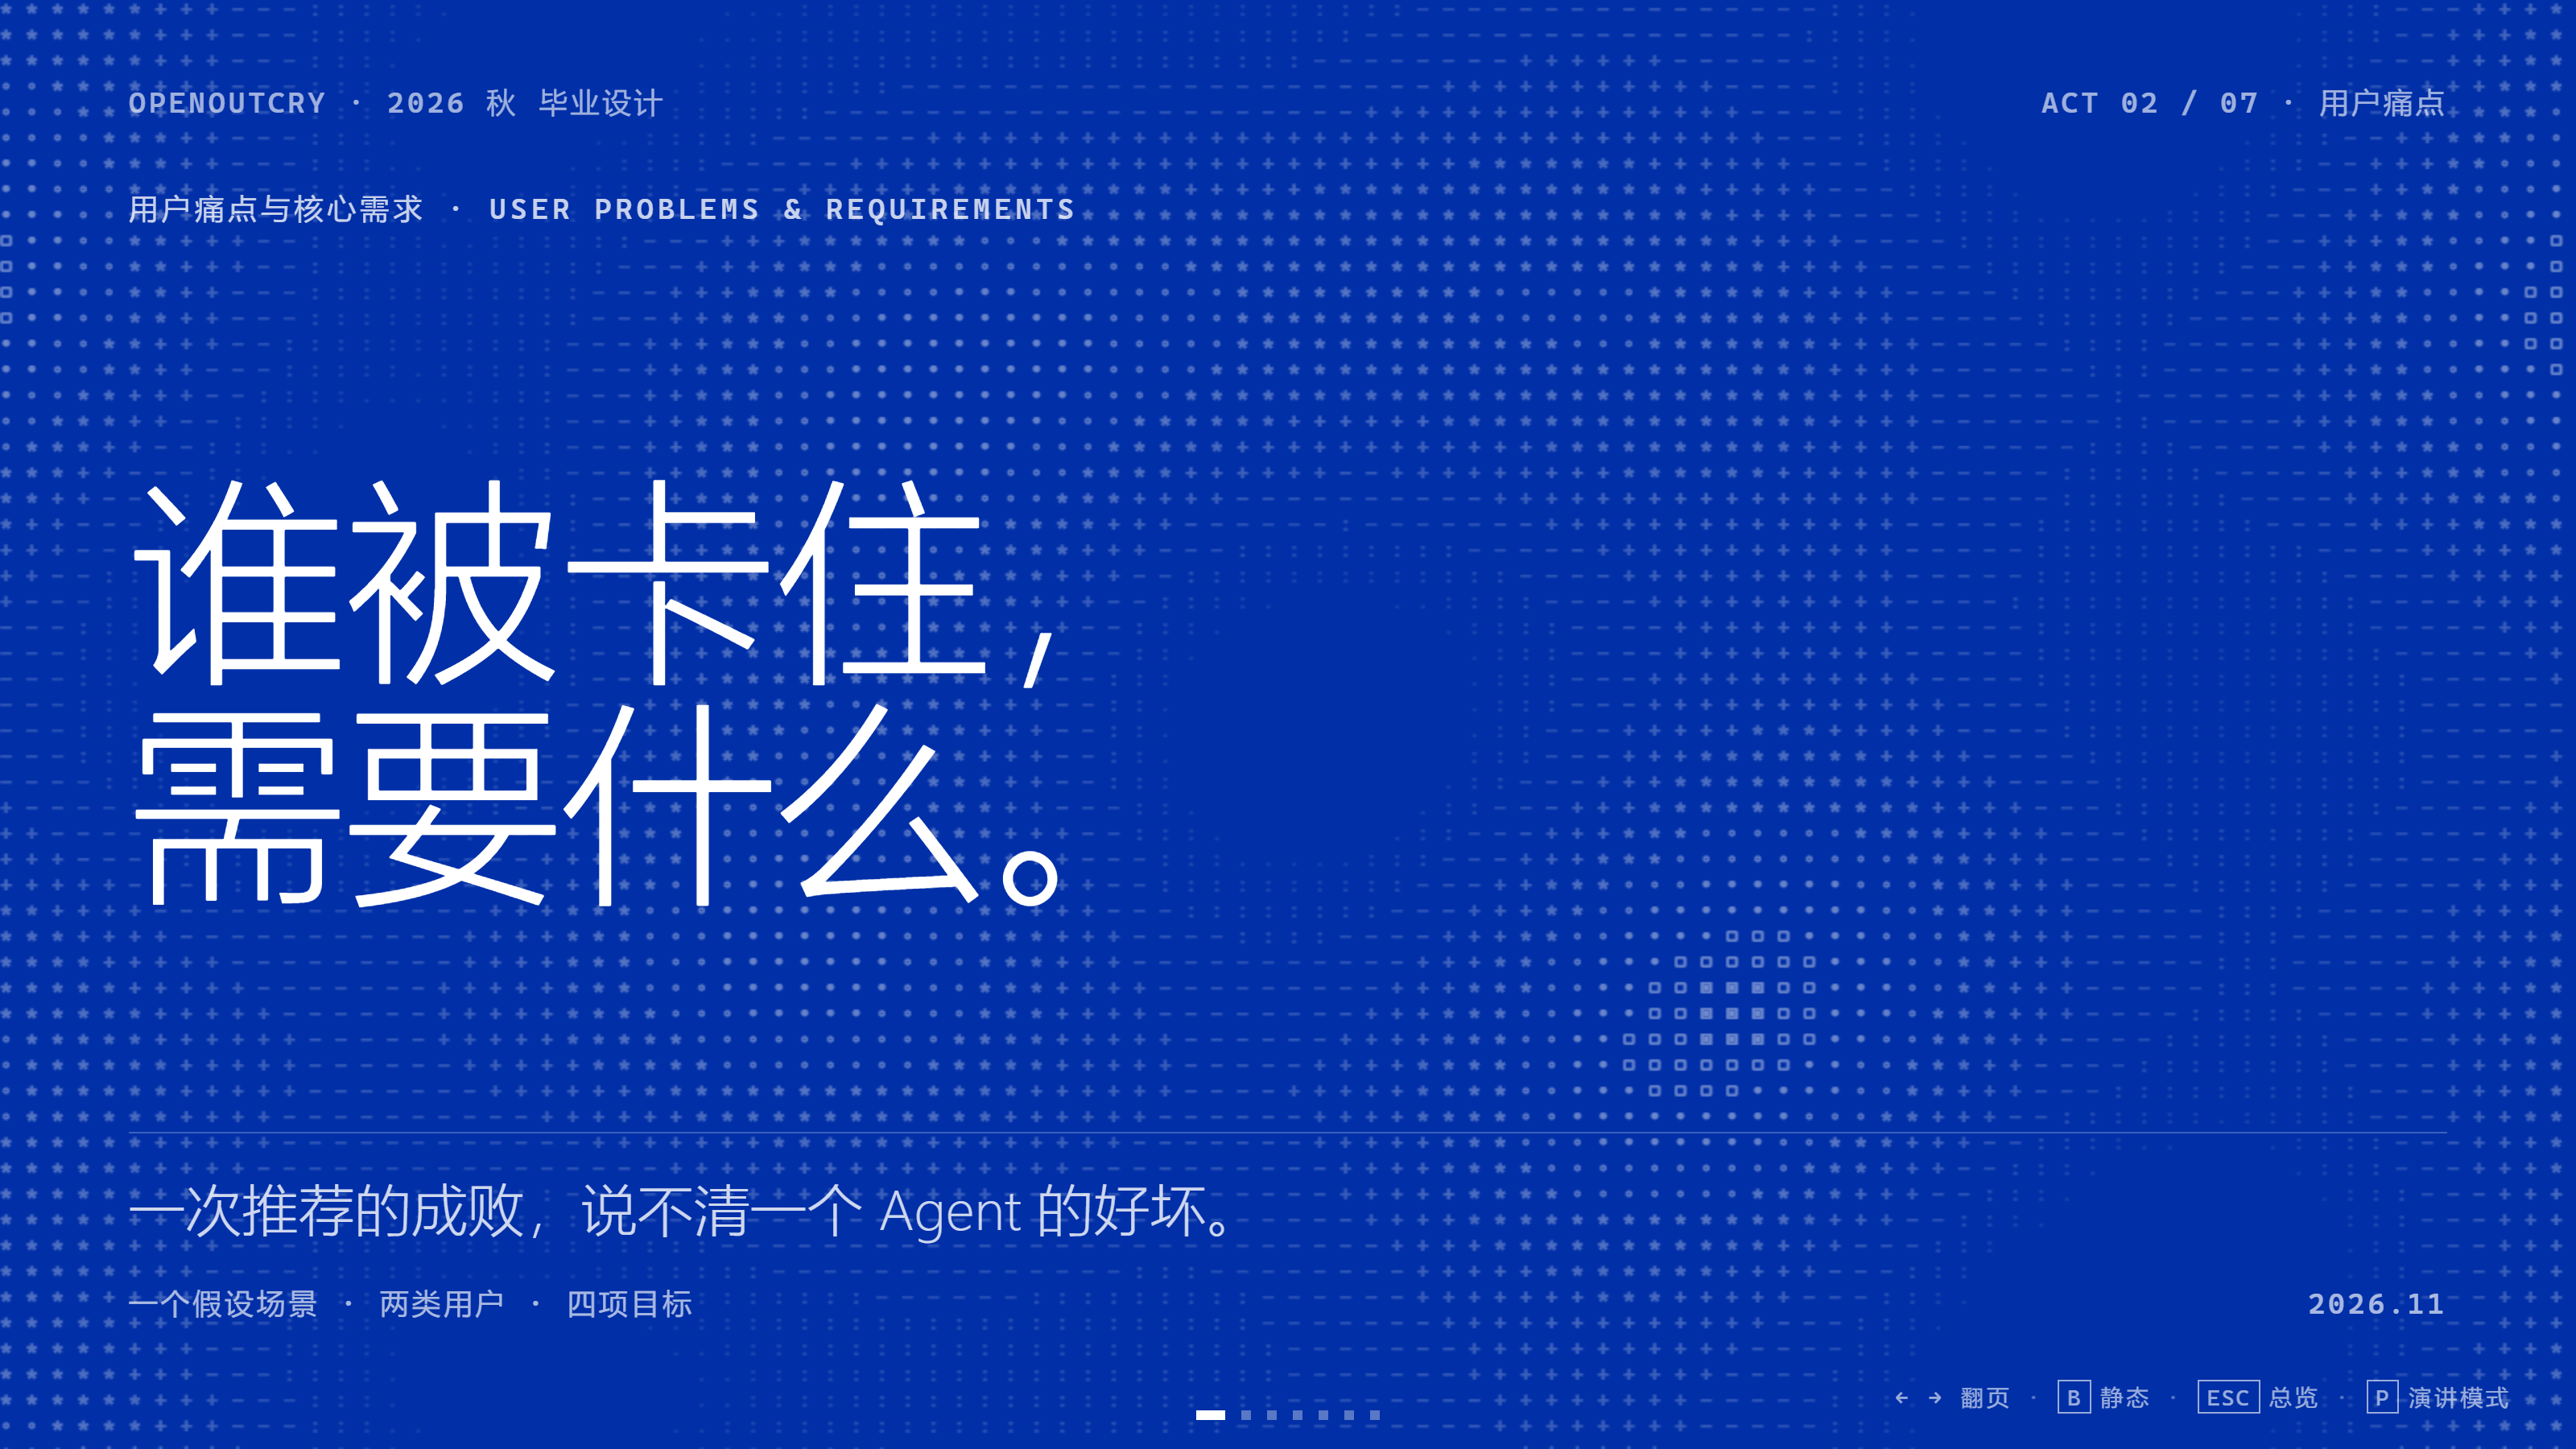 OPENOUTCRY · 2026 秋 毕业设计
ACT 02 / 07 · 用户痛点
用户痛点与核心需求 · USER PROBLEMS & REQUIREMENTS
谁被卡住，
需要什么。
一次推荐的成败，说不清一个 Agent 的好坏。
一个假设场景 · 两类用户 · 四项目标
2026.11
← → 翻页 · B 静态 · ESC 总览 · P 演讲模式